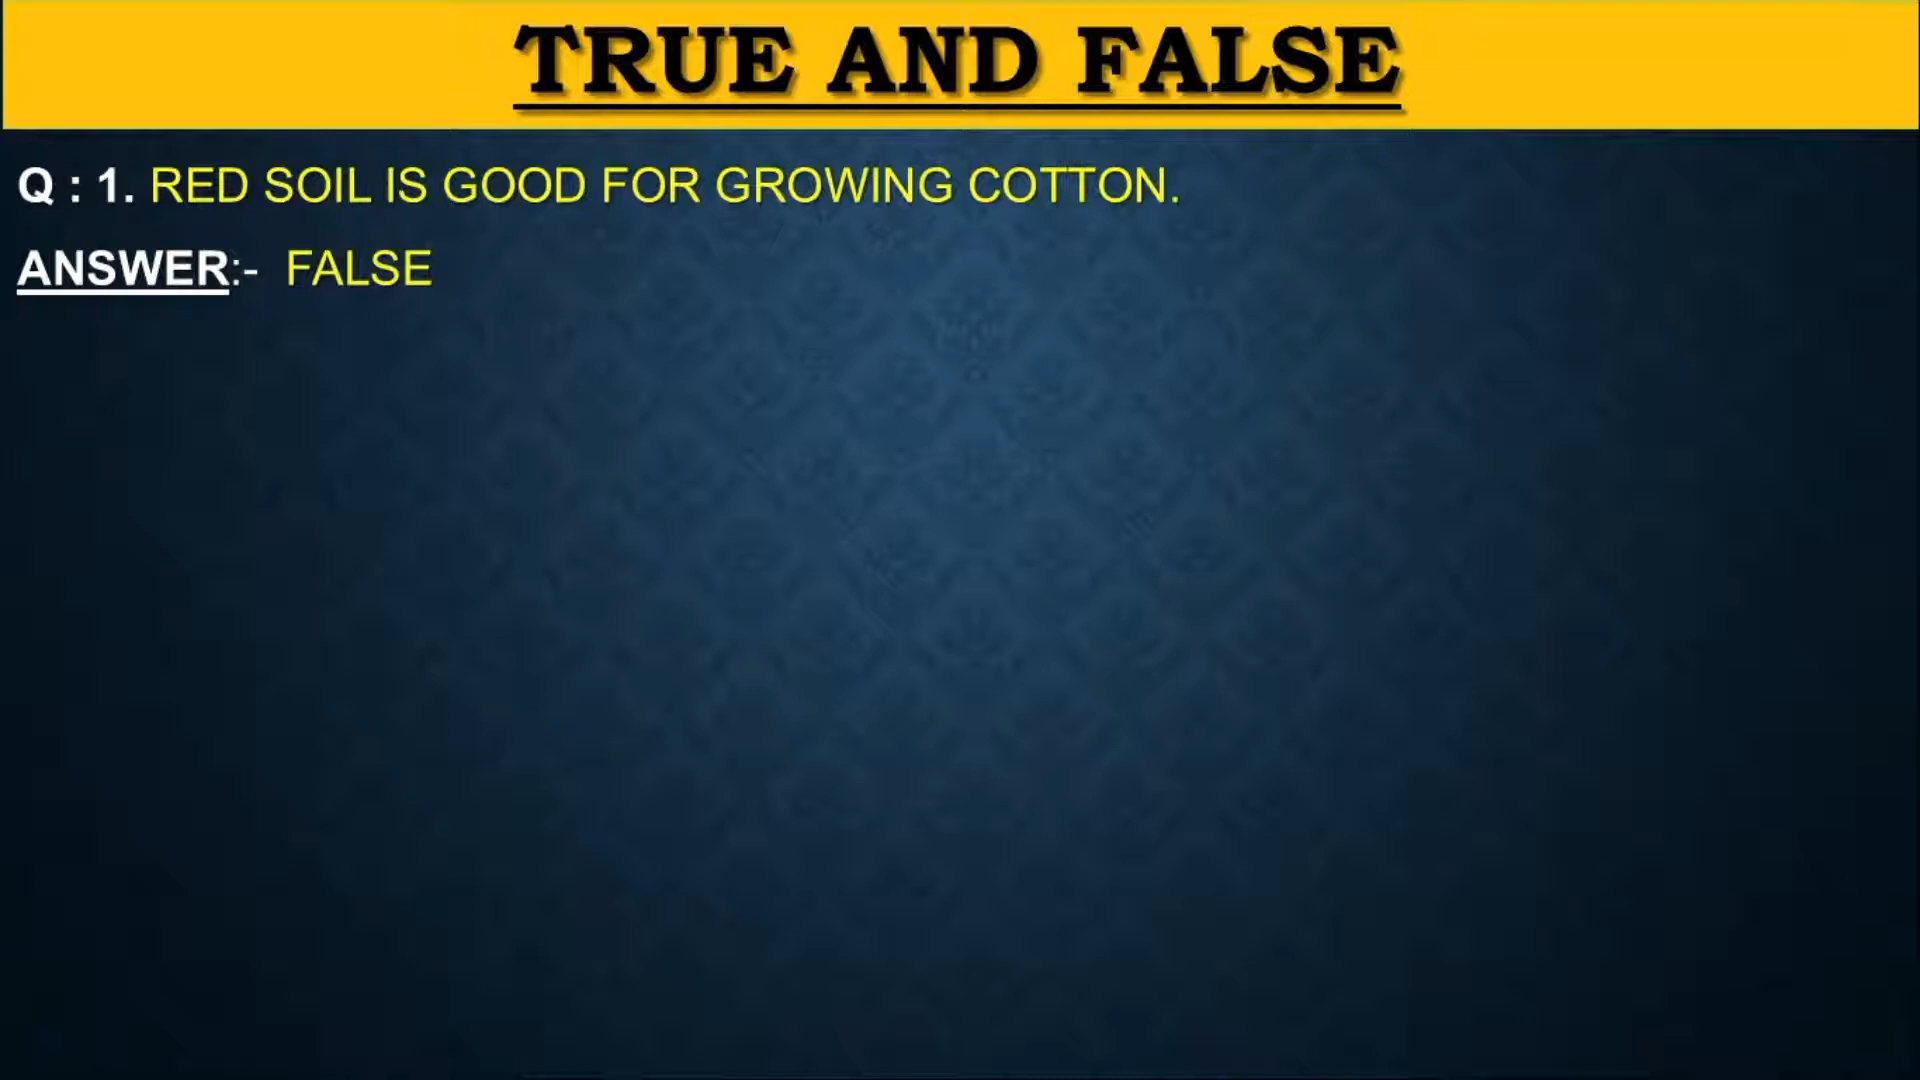 TRUE AND FALSE
Q : 1. RED SOIL IS GOOD FOR GROWING COTTON.
ANSWER:- FALSE